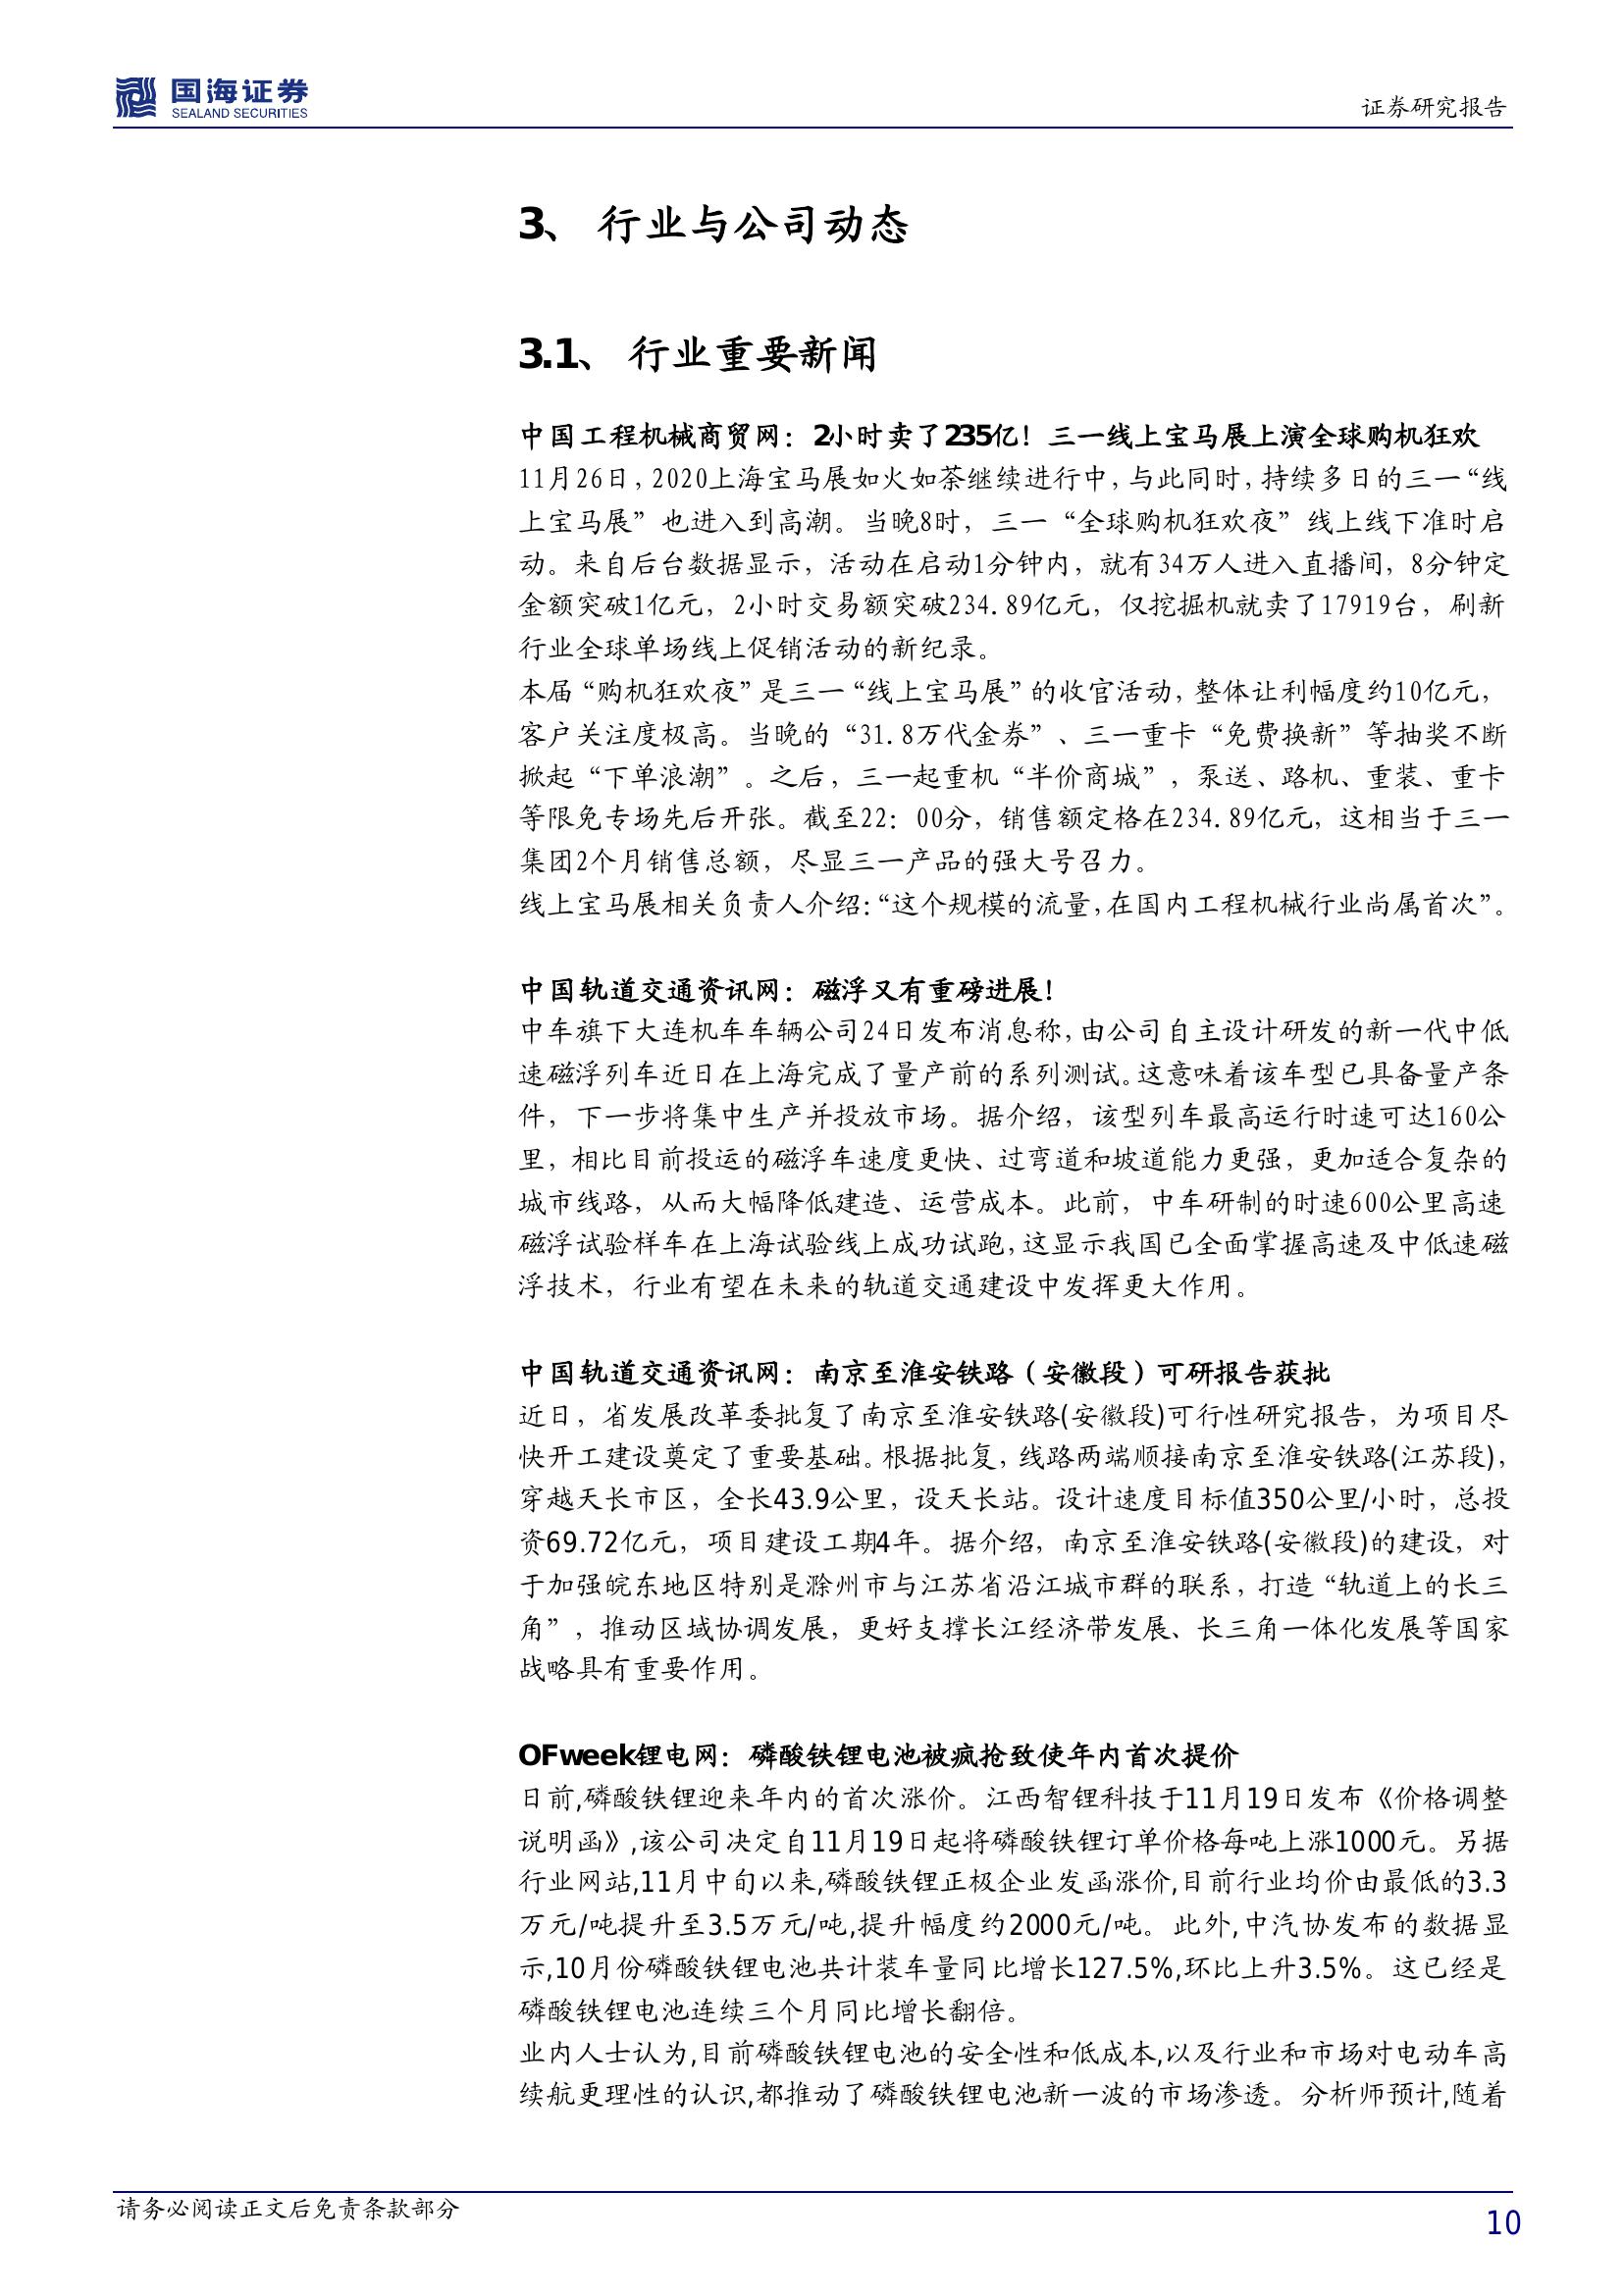 国海证券
SEALAND SECURITIES
证券研究报告
3、 行业与公司动态
3.1、 行业重要新闻
中国工程机械商贸网：2小时卖了235亿！三一线上宝马展上演全球购机狂欢
11月26日，2020上海宝马展如火如荼继续进行中，与此同时，持续多日的三一“线
上宝马展”也进入到高潮。当晚8时，三一“全球购机狂欢夜”线上线下准时启
动。来自后台数据显示，活动在启动1分钟内，就有34万人进入直播间，8分钟定
金额突破1亿元，2小时交易额突破234.89亿元，仅挖掘机就卖了17919台，刷新
行业全球单场线上促销活动的新纪录。
本届“购机狂欢夜”是三一“线上宝马展”的收官活动，整体让利幅度约10亿元，
客户关注度极高。当晚的“31.8万代金券”、三一重卡“免费换新”等抽奖不断
掀起“下单浪潮”。之后，三一起重机“半价商城”，泵送、路机、重装、重卡
等限免专场先后开张。截至22：00分，销售额定格在234.89亿元，这相当于三一
集团2个月销售总额，尽显三一产品的强大号召力。
线上宝马展相关负责人介绍：“这个规模的流量，在国内工程机械行业尚属首次”。
中国轨道交通资讯网：磁浮又有重磅进展！
中车旗下大连机车车辆公司24日发布消息称，由公司自主设计研发的新一代中低
速磁浮列车近日在上海完成了量产前的系列测试。这意味着该车型已具备量产条
件，下一步将集中生产并投放市场。据介绍，该型列车最高运行时速可达160公
里，相比目前投运的磁浮车速度更快、过弯道和坡道能力更强，更加适合复杂的
城市线路，从而大幅降低建造、运营成本。此前，中车研制的时速600公里高速
磁浮试验样车在上海试验线上成功试跑，这显示我国已全面掌握高速及中低速磁
浮技术，行业有望在未来的轨道交通建设中发挥更大作用。
中国轨道交通资讯网：南京至淮安铁路（安徽段）可研报告获批
近日，省发展改革委批复了南京至淮安铁路(安徽段)可行性研究报告，为项目尽
快开工建设奠定了重要基础。根据批复，线路两端顺接南京至淮安铁路(江苏段)，
穿越天长市区，全长43.9公里，设天长站。设计速度目标值350公里/小时，总投
资69.72亿元，项目建设工期4年。据介绍，南京至淮安铁路(安徽段)的建设，对
于加强皖东地区特别是滁州市与江苏省沿江城市群的联系，打造“轨道上的长三
角”，推动区域协调发展，更好支撑长江经济带发展、长三角一体化发展等国家
战略具有重要作用。
OFweek锂电网：磷酸铁锂电池被疯抢致使年内首次提价
日前,磷酸铁锂迎来年内的首次涨价。江西智锂科技于11月19日发布《价格调整
说明函》,该公司决定自11月19日起将磷酸铁锂订单价格每吨上涨1000元。另据
行业网站,11月中旬以来,磷酸铁锂正极企业发函涨价,目前行业均价由最低的3.3
万元/吨提升至3.5万元/吨,提升幅度约2000元/吨。此外,中汽协发布的数据显
示,10月份磷酸铁锂电池共计装车量同比增长127.5%,环比上升3.5%。这已经是
磷酸铁锂电池连续三个月同比增长翻倍。
业内人士认为,目前磷酸铁锂电池的安全性和低成本,以及行业和市场对电动车高
续航更理性的认识,都推动了磷酸铁锂电池新一波的市场渗透。分析师预计,随着
请务必阅读正文后免责条款部分
10